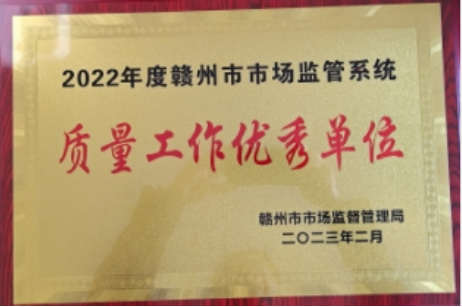 2022年度赣州市市场监管系统
质量工作优秀单位
赣州市市场监督管理局
二〇二三年二月